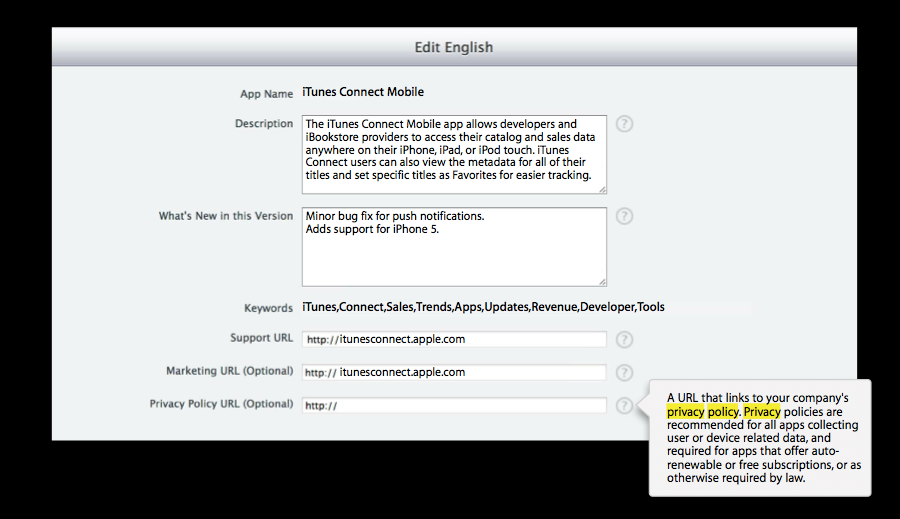 Edit English
App Name iTunes Connect Mobile
Description
The iTunes Connect Mobile app allows developers and
iBookstore providers to access their catalog and sales data
anywhere on their iPhone, iPad, or iPod touch. iTunes
Connect users can also view the metadata for all of their
titles and set specific titles as Favorites for easier tracking.
?
What's New in this Version
Minor bug fix for push notifications.
Adds support for iPhone 5.
?
Keywords iTunes,Connect,Sales,Trends,Apps,Updates,Revenue,Developer,Tools
Support URL http://itunesconnect.apple.com ?
Marketing URL (Optional) http:// itunesconnect.apple.com ?
Privacy Policy URL (Optional) http:// ?
A URL that links to your company's
privacy policy. Privacy policies are
recommended for all apps collecting
user or device related data, and
required for apps that offer auto-
renewable or free subscriptions, or as
otherwise required by law.